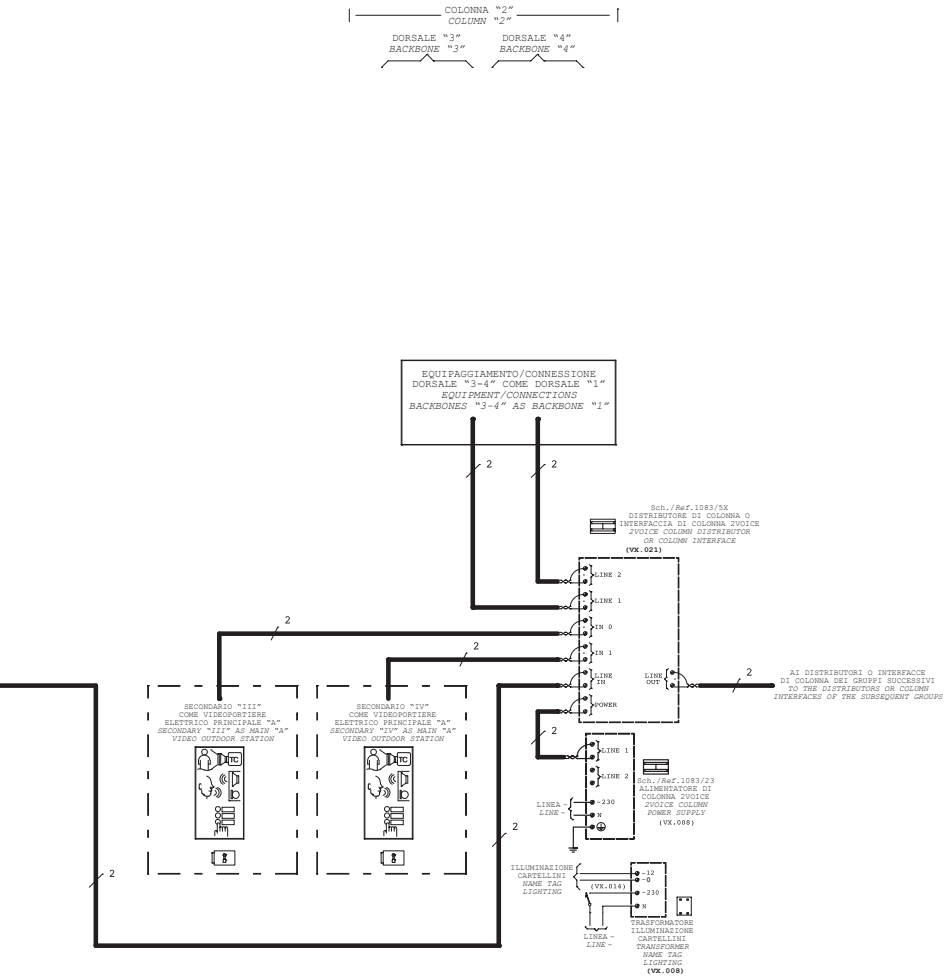 COLONNA “2”
COLUMN “2”
DORSALE “3”
BACKBONE “3”
DORSALE “4”
BACKBONE “4”
EQUIPAGGIAMENTO/CONNESSIONE
DORSALE “3-4” COME DORSALE “1”
EQUIPMENT/CONNECTIONS
BACKBONES “3-4” AS BACKBONE “1”
2
2
Sch./Ref.1083/5X
DISTRIBUTORE DI COLONNA O
INTERFACCIA DI COLONNA 2VOICE
2VOICE COLUMN DISTRIBUTOR
OR COLUMN INTERFACE
(VX.021)
LINE 2
LINE 1
2
IN 0
2
IN 1
LINE
IN
LINE
OUT
POWER
2
AI DISTRIBUTORI O INTERFACCE
DI COLONNA DEI GRUPPI SUCCESSIVI
TO THE DISTRIBUTORS OR COLUMN
INTERFACES OF THE SUBSEQUENT GROUPS
SECONDARIO “III”
COME VIDEOPORTIERE
ELETTRICO PRINCIPALE “A”
SECONDARY “III” AS MAIN “A”
VIDEO OUTDOOR STATION
TC
SECONDARIO “IV”
COME VIDEOPORTIERE
ELETTRICO PRINCIPALE “A”
SECONDARY “IV” AS MAIN “A”
VIDEO OUTDOOR STATION
TC
2
LINE 1
LINE 2
Sch./Ref.1083/23
ALIMENTATORE DI
COLONNA 2VOICE
2VOICE COLUMN
POWER SUPPLY
(VX.008)
LINEA ~
LINE ~
~230
N
2
2
ILLUMINAZIONE
CARTELLINI
NAME TAG
LIGHTING
(VX.014)
~12
~0
~230
N
LINEA ~
LINE ~
TRASFORMATORE
ILLUMINAZIONE
CARTELLINI
TRANSFORMER
NAME TAG
LIGHTING
(VX.008)